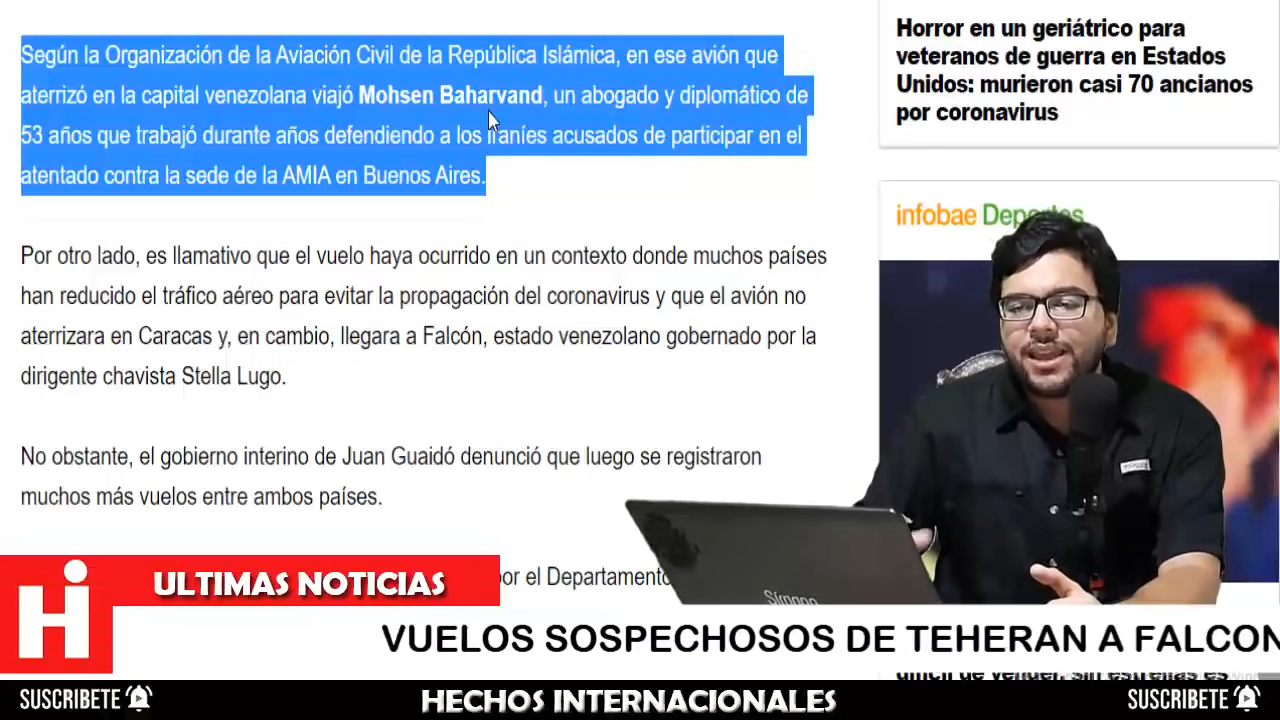 Según la Organización de la Aviación Civil de la República Islámica, en ese avión que
aterrizó en la capital venezolana viajó Mohsen Baharvand, un abogado y diplomático de
53 años que trabajó durante años defendiendo a los iraníes acusados de participar en el
atentado contra la sede de la AMIA en Buenos Aires.
Por otro lado, es llamativo que el vuelo haya ocurrido en un contexto donde muchos países
han reducido el tráfico aéreo para evitar la propagación del coronavirus y que el avión no
aterrizara en Caracas y, en cambio, llegara a Falcón, estado venezolano gobernado por la
dirigente chavista Stella Lugo.
No obstante, el gobierno interino de Juan Guaidó denunció que luego se registraron
muchos más vuelos entre ambos países.
por el Departamento
Horror en un geriátrico para
veteranos de guerra en Estados
Unidos: murieron casi 70 ancianos
por coronavirus
infobae Deportes
Hi
ULTIMAS NOTICIAS
VUELOS SOSPECHOSOS DE TEHERAN A FALCON
difícil de vender, sin estrellas es
SUSCRIBETE
HECHOS INTERNACIONALES
SUSCRIBETE